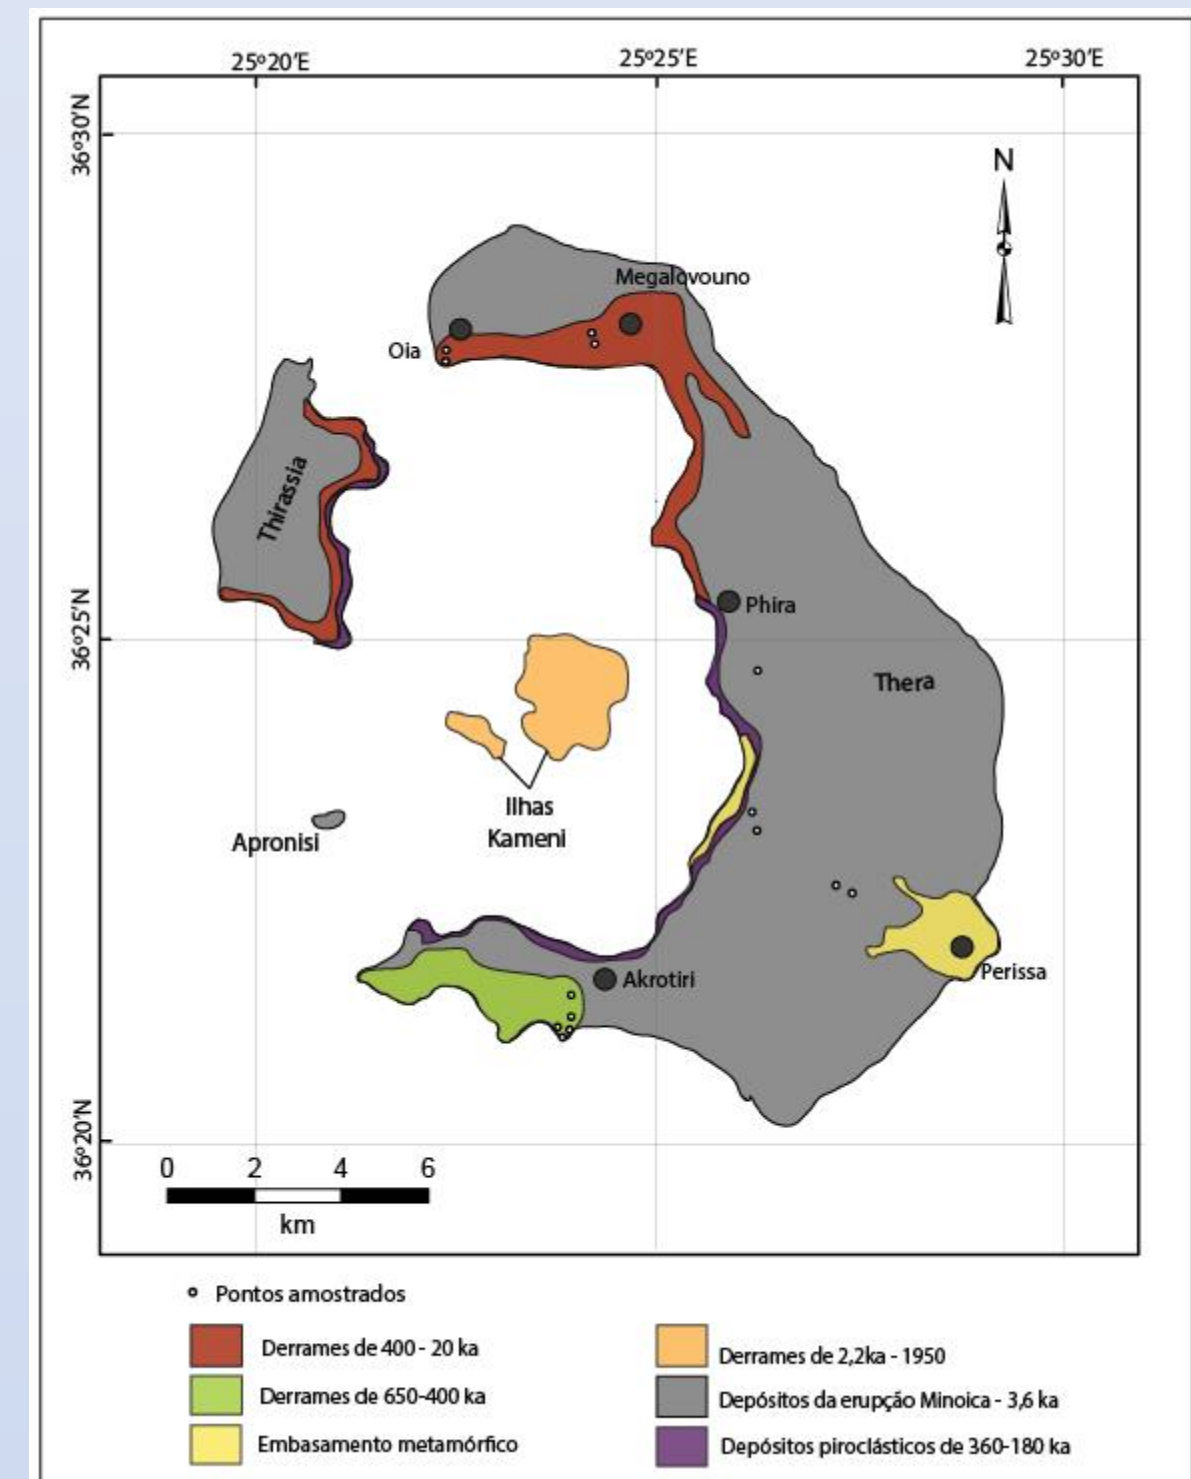 25º20'E
25º25'E
25º30'E
36º30'N
N
Megalovouno
Oia
Thirassia
Phira
36º25'N
Thera
Ilhas
Kameni
Apronisi
Akrotiri
Perissa
36º20'N
0 2 4 6
km
Pontos amostrados
Derrames de 400 - 20 ka
Derrames de 650-400 ka
Embasamento metamórfico
Derrames de 2,2ka - 1950
Depósitos da erupção Minoica - 3,6 ka
Depósitos piroclásticos de 360-180 ka